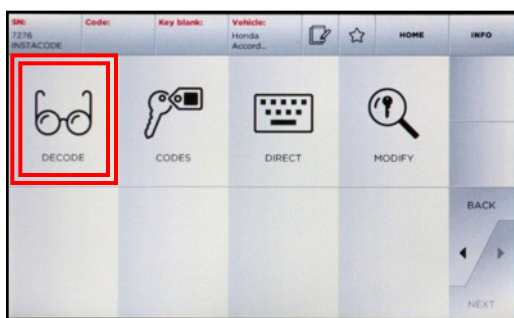 SN: Code: Key blank: Vehicle:
7276 Honda HOME INFO
INSTACODE Accord...
DECODE CODES DIRECT MODIFY
BACK
NEXT